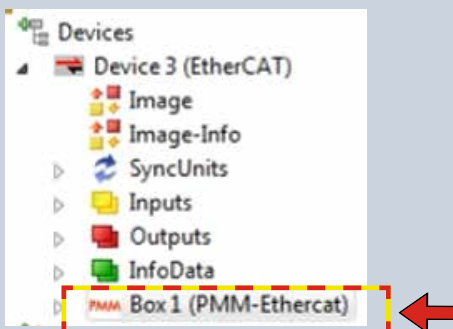 Devices
Device 3 (EtherCAT)
Image
Image-Info
SyncUnits
Inputs
Outputs
InfoData
PMM Box 1 (PMM-Ethercat)